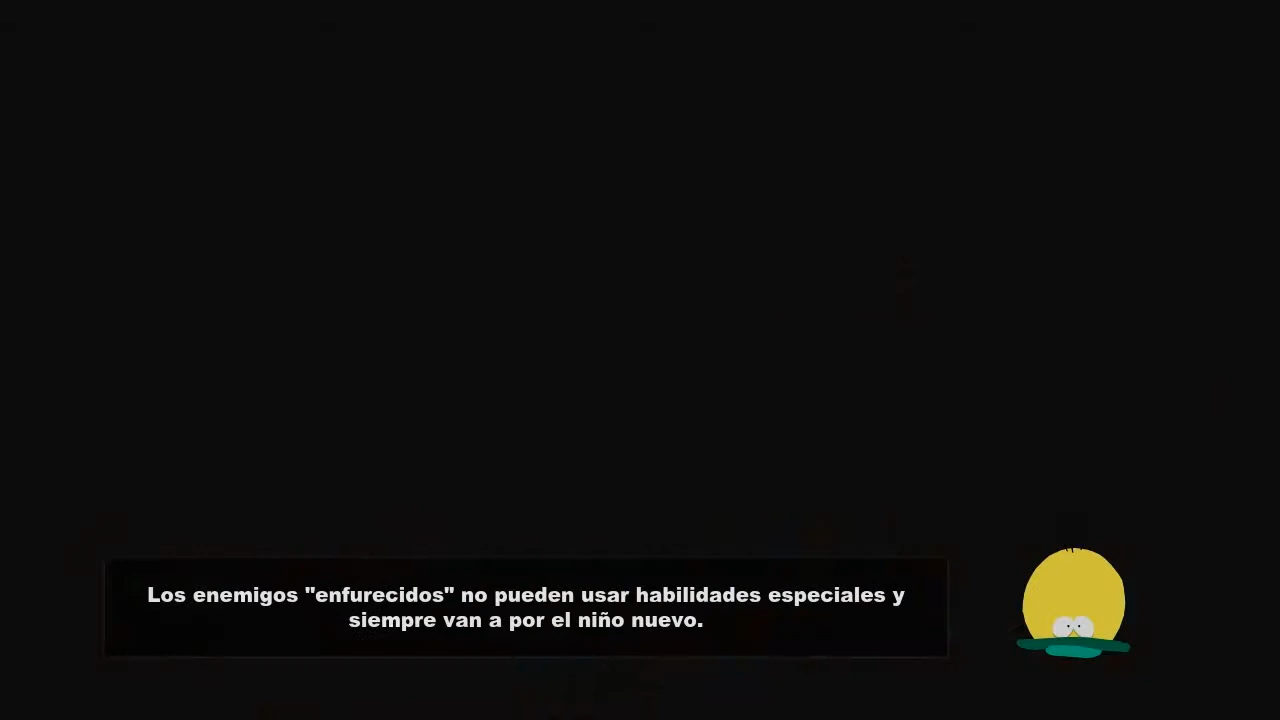 Los enemigos "enfurecidos" no pueden usar habilidades especiales y
siempre van a por el niño nuevo.